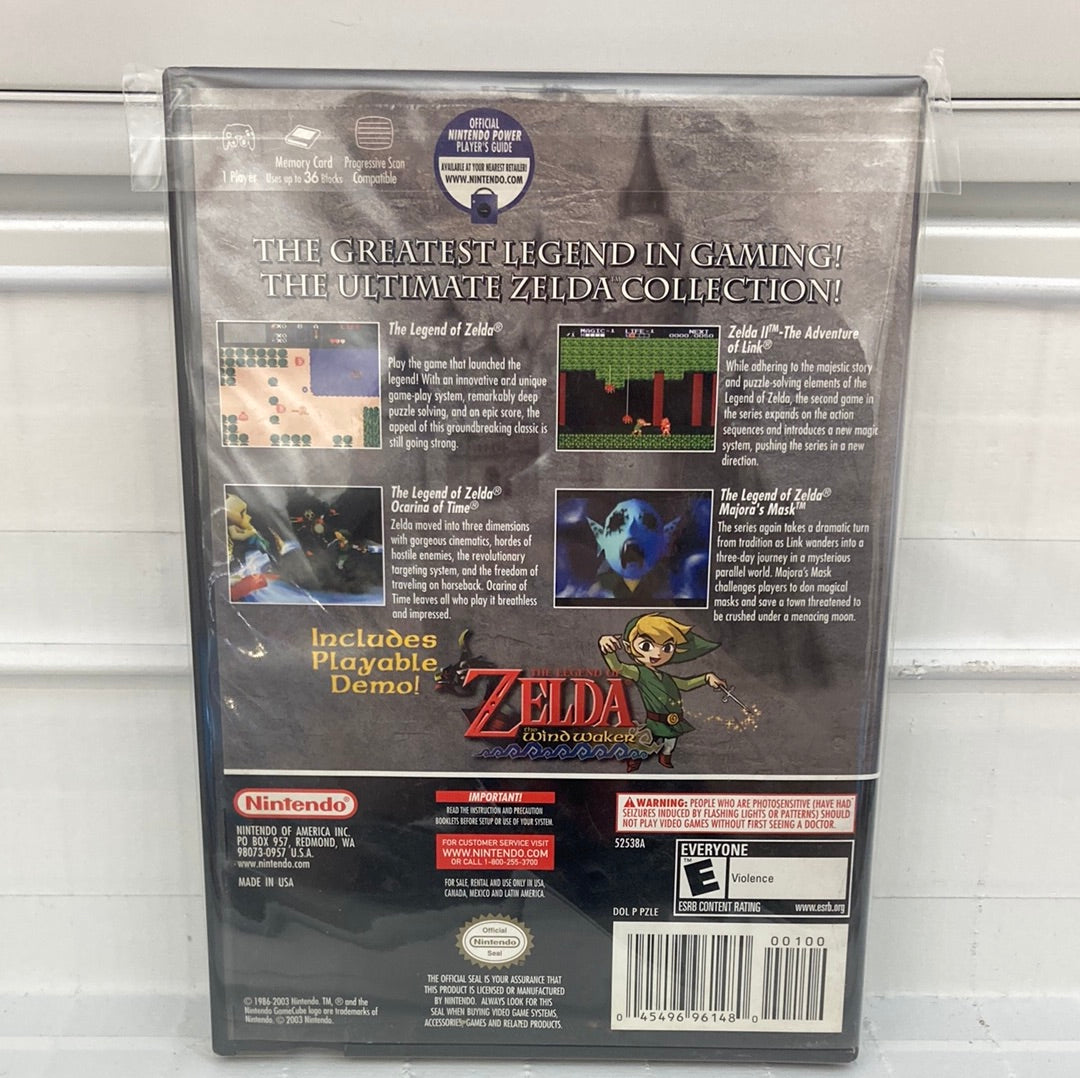 1 Player
Memory Card
Uses up to 36 Blocks
Progressive Scan
Compatible
OFFICIAL
NINTENDO POWER
PLAYER'S GUIDE
AVAILABLE AT YOUR NEAREST RETAILER!
WWW.NINTENDO.COM
THE GREATEST LEGEND IN GAMING!
THE ULTIMATE ZELDA COLLECTION!
The Legend of Zelda®
Play the game that launched the
legend! With an innovative and unique
game-play system, remarkably deep
puzzle solving, and an epic score, the
appeal of this groundbreaking classic is
still going strong.
MAGIC-1 LIFE-1 NEXT
Zelda II™-The Adventure
of Link®
While adhering to the majestic story
and puzzle-solving elements of the
Legend of Zelda, the second game in
the series expands on the action
sequences and introduces a new magic
system, pushing the series in a new
direction.
The Legend of Zelda®
Ocarina of Time®
Zelda moved into three dimensions
with gorgeous cinematics, hordes of
hostile enemies, the revolutionary
targeting system, and the freedom of
traveling on horseback. Ocarina of
Time leaves all who play it breathless
and impressed.
The Legend of Zelda®
Majora's Mask™
The series again takes a dramatic turn
from tradition as Link wanders into a
three-day journey in a mysterious
parallel world. Majora's Mask
challenges players to don magical
masks and save a town threatened to
be crushed under a menacing moon.
Includes
Playable
Demo!
THE LEGEND OF
ZELDA
the Wind Waker
Nintendo®
NINTENDO OF AMERICA INC.
PO BOX 957, REDMOND, WA
98073-0957 U.S.A.
www.nintendo.com
MADE IN USA
IMPORTANT!
READ THE INSTRUCTION AND PRECAUTION
BOOKLETS BEFORE SETUP OR USE OF YOUR SYSTEM.
FOR CUSTOMER SERVICE VISIT
WWW.NINTENDO.COM
OR CALL 1-800-255-3700
FOR SALE, RENTAL AND USE ONLY IN USA,
CANADA, MEXICO AND LATIN AMERICA.
WARNING: PEOPLE WHO ARE PHOTOSENSITIVE (HAVE HAD
SEIZURES INDUCED BY FLASHING LIGHTS OR PATTERNS) SHOULD
NOT PLAY VIDEO GAMES WITHOUT FIRST SEEING A DOCTOR.
52538A
EVERYONE
E
TM
Violence
ESRB CONTENT RATING www.esrb.org
DOL P PZLE
Official
Nintendo
Seal
THE OFFICIAL SEAL IS YOUR ASSURANCE THAT
THIS PRODUCT IS LICENSED OR MANUFACTURED
BY NINTENDO. ALWAYS LOOK FOR THIS
SEAL WHEN BUYING VIDEO GAME SYSTEMS,
ACCESSORIES, GAMES AND RELATED PRODUCTS.
© 1986-2003 Nintendo. TM, ® and the
Nintendo GameCube logo are trademarks of
Nintendo. © 2003 Nintendo.
00100
0 45496 96148 0